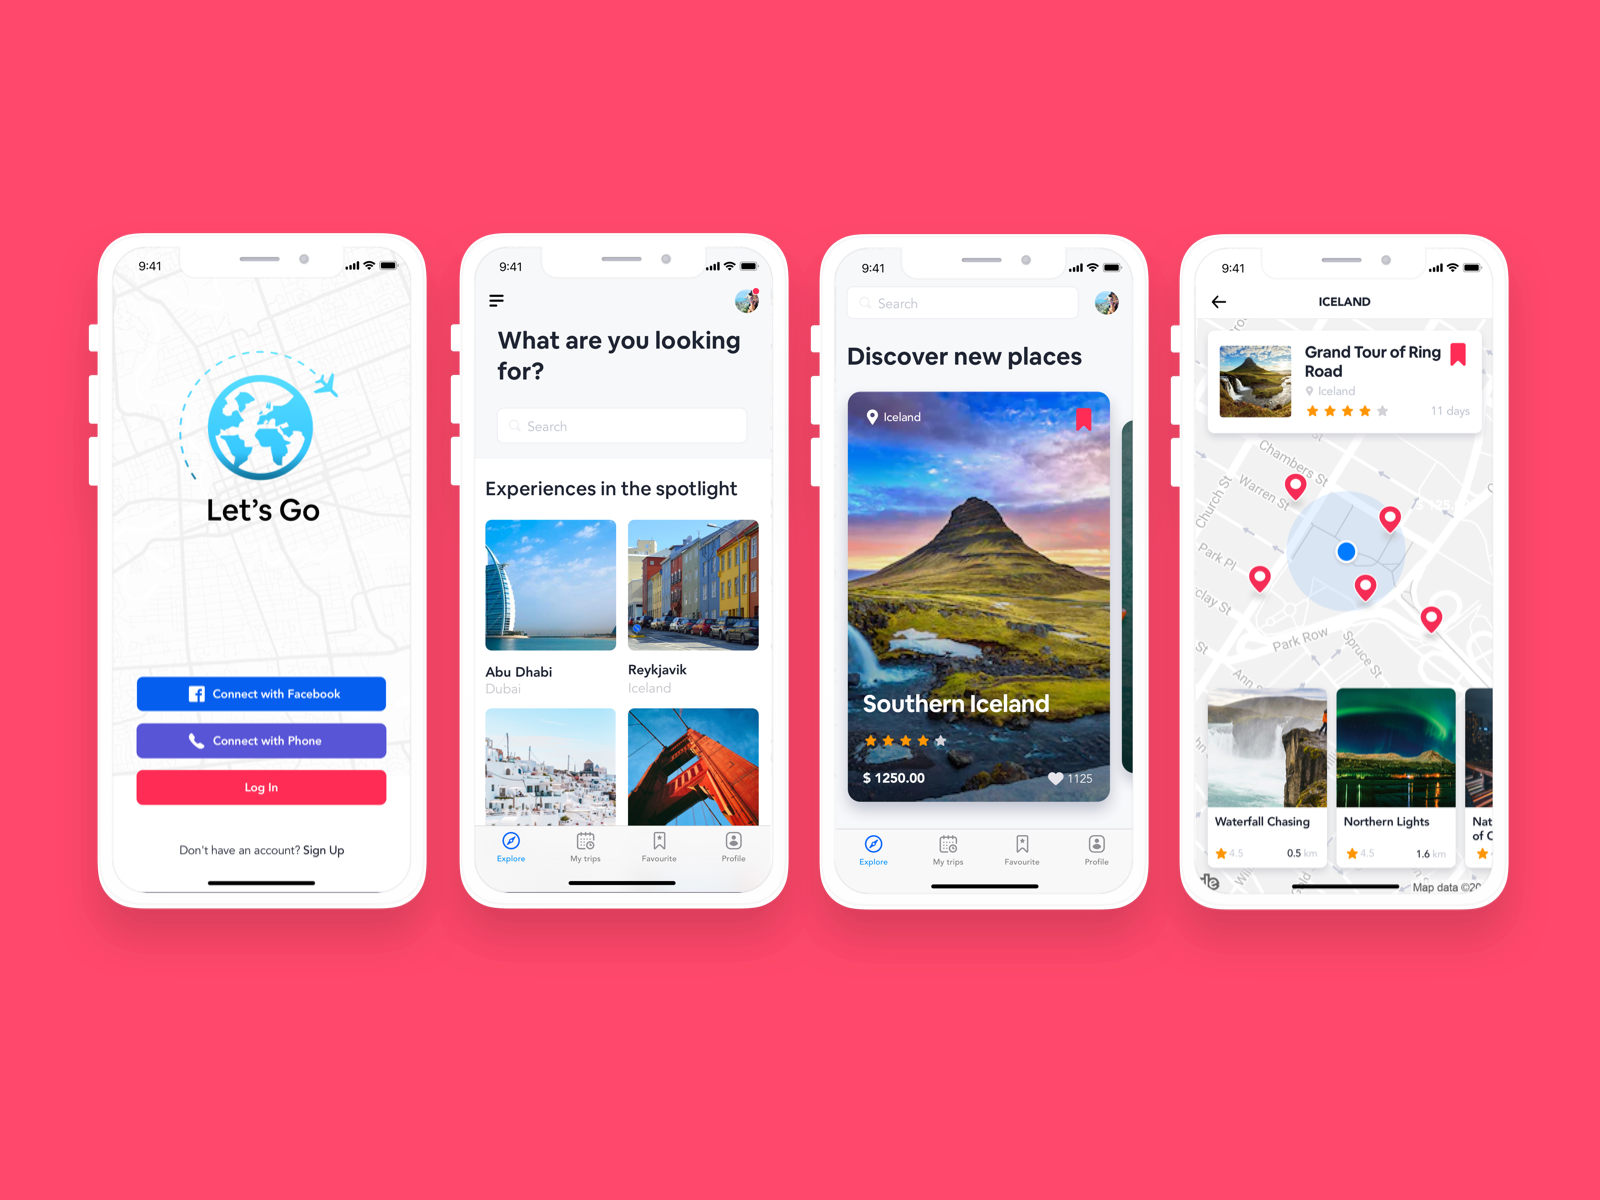 9:41
Let's Go
Connect with Facebook
Connect with Phone
Log In
Don't have an account? Sign Up
9:41
What are you looking
for?
Search
Experiences in the spotlight
Abu Dhabi
Dubai
Reykjavik
Iceland
Explore
My trips
Favourite
Profile
9:41
Search
Discover new places
Iceland
Southern Iceland
$ 1250.00
1125
Explore
My trips
Favourite
Profile
9:41
ICELAND
Grand Tour of Ring
Road
Iceland
11 days
Chambers St
Warren St
Church St
Park Pl
clay St
Park Row
Spruce St
Ann S
St
Waterfall Chasing
4.5
0.5 km
Northern Lights
4.5
1.6 km
Nat
of C
Map data ©20